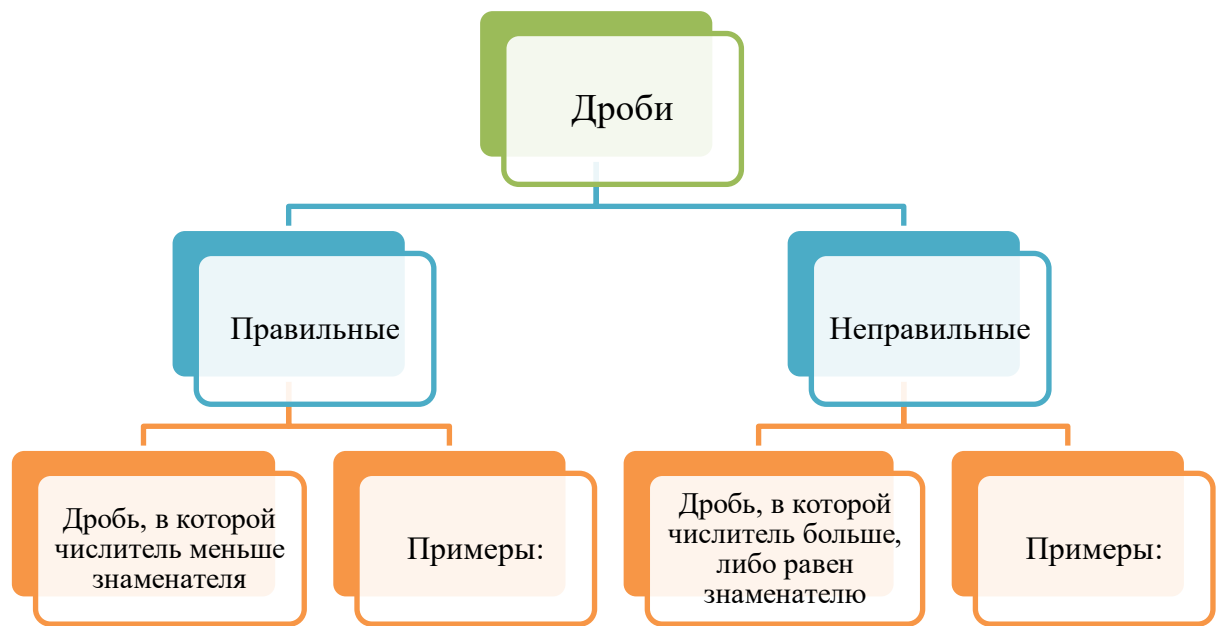 Дроби
Правильные
Неправильные
Дробь, в которой
числитель меньше
знаменателя
Примеры:
Дробь, в которой
числитель больше,
либо равен
знаменателю
Примеры: